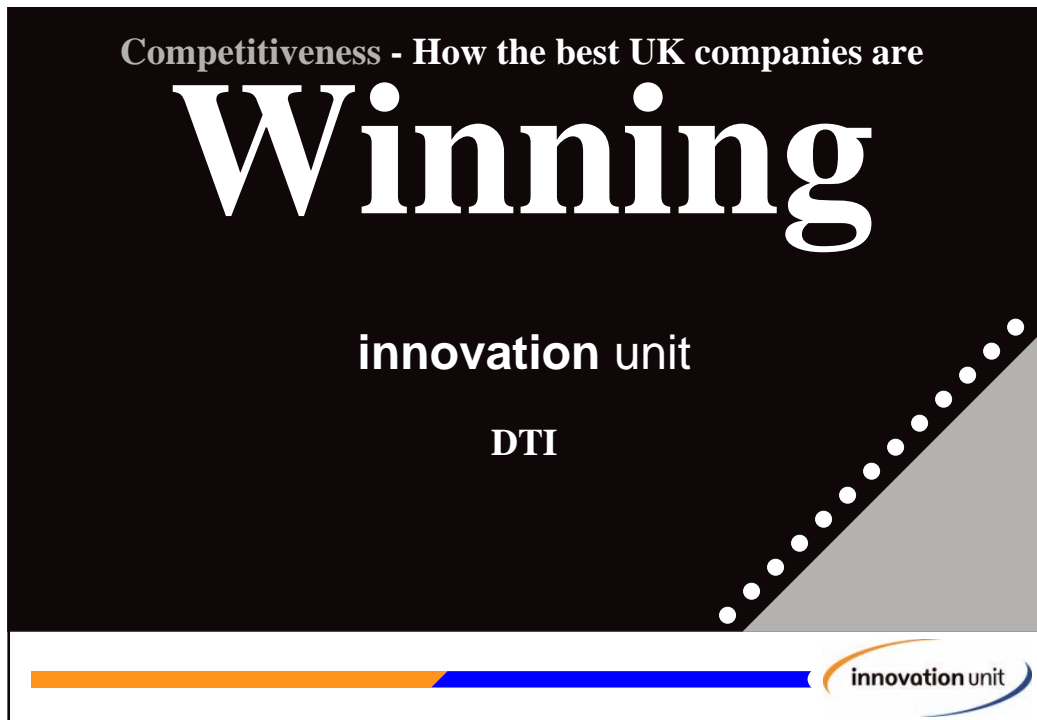 Competitiveness - How the best UK companies are
Winning
innovation unit
DTI
innovation unit